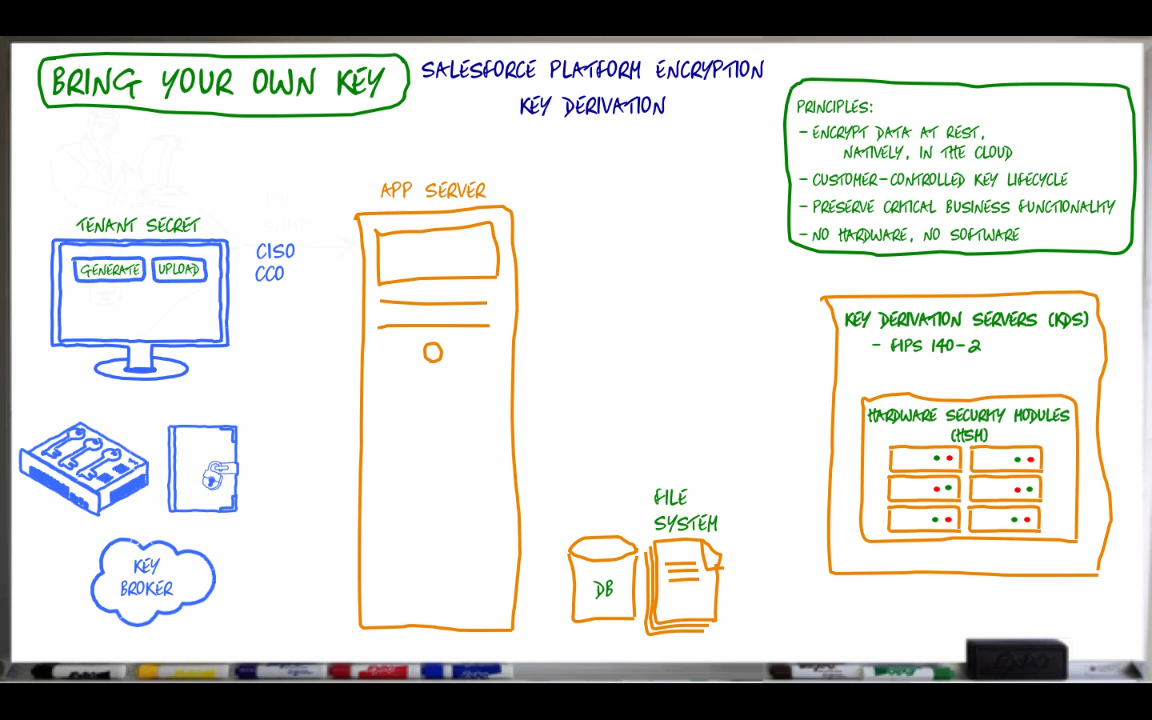 BRING YOUR OWN KEY
SALESFORCE PLATFORM ENCRYPTION
KEY DERIVATION
PRINCIPLES:
- ENCRYPT DATA AT REST,
NATIVELY, IN THE CLOUD
- CUSTOMER-CONTROLLED KEY LIFECYCLE
- PRESERVE CRITICAL BUSINESS FUNCTIONALITY
- NO HARDWARE, NO SOFTWARE
APP SERVER
TENANT SECRET
GENERATE UPLOAD
CISO
CCO
KEY
BROKER
FILE
SYSTEM
DB
KEY DERIVATION SERVERS (KDS)
- FIPS 140-2
HARDWARE SECURITY MODULES
(HSM)
EXPO